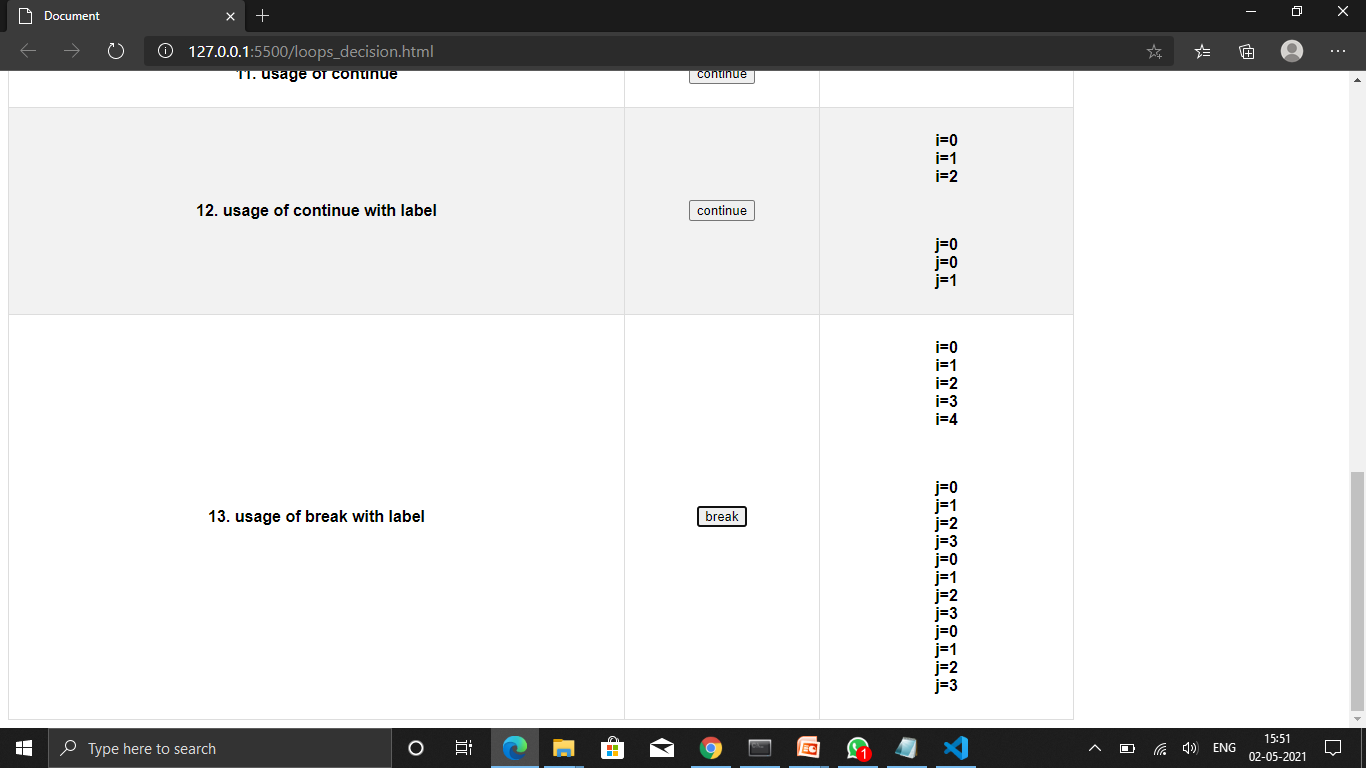 Document
127.0.0.1:5500/loops_decision.html
11. usage of continue
continue
12. usage of continue with label
continue
i=0
i=1
i=2
j=0
j=0
j=1
13. usage of break with label
break
i=0
i=1
i=2
i=3
i=4
j=0
j=1
j=2
j=3
j=0
j=1
j=2
j=3
j=0
j=1
j=2
j=3
Type here to search
1
ENG
15:51
02-05-2021